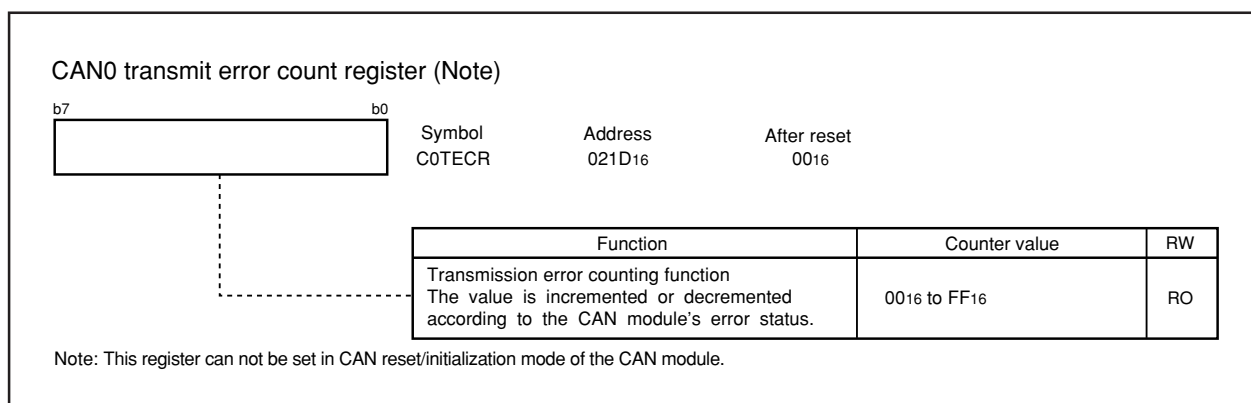 CAN0 transmit error count register (Note)
b7 b0
Symbol Address After reset
C0TECR 021D16 0016
Function Counter value RW
Transmission error counting function
The value is incremented or decremented
according to the CAN module's error status.
0016 to FF16 RO
Note: This register can not be set in CAN reset/initialization mode of the CAN module.